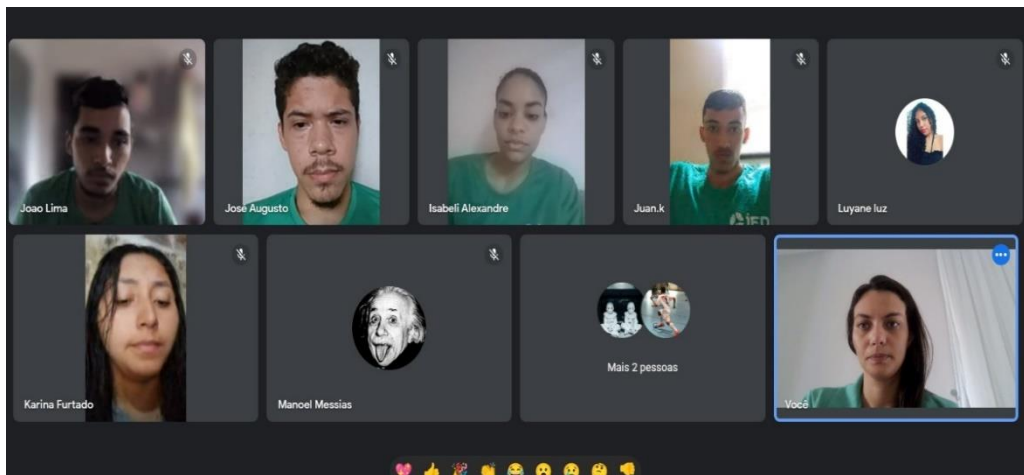 Joao Lima
José Augusto
Isabeli Alexandre
Juan.k
Luyane luz
Karina Furtado
Manoel Messias
Mais 2 pessoas
Você